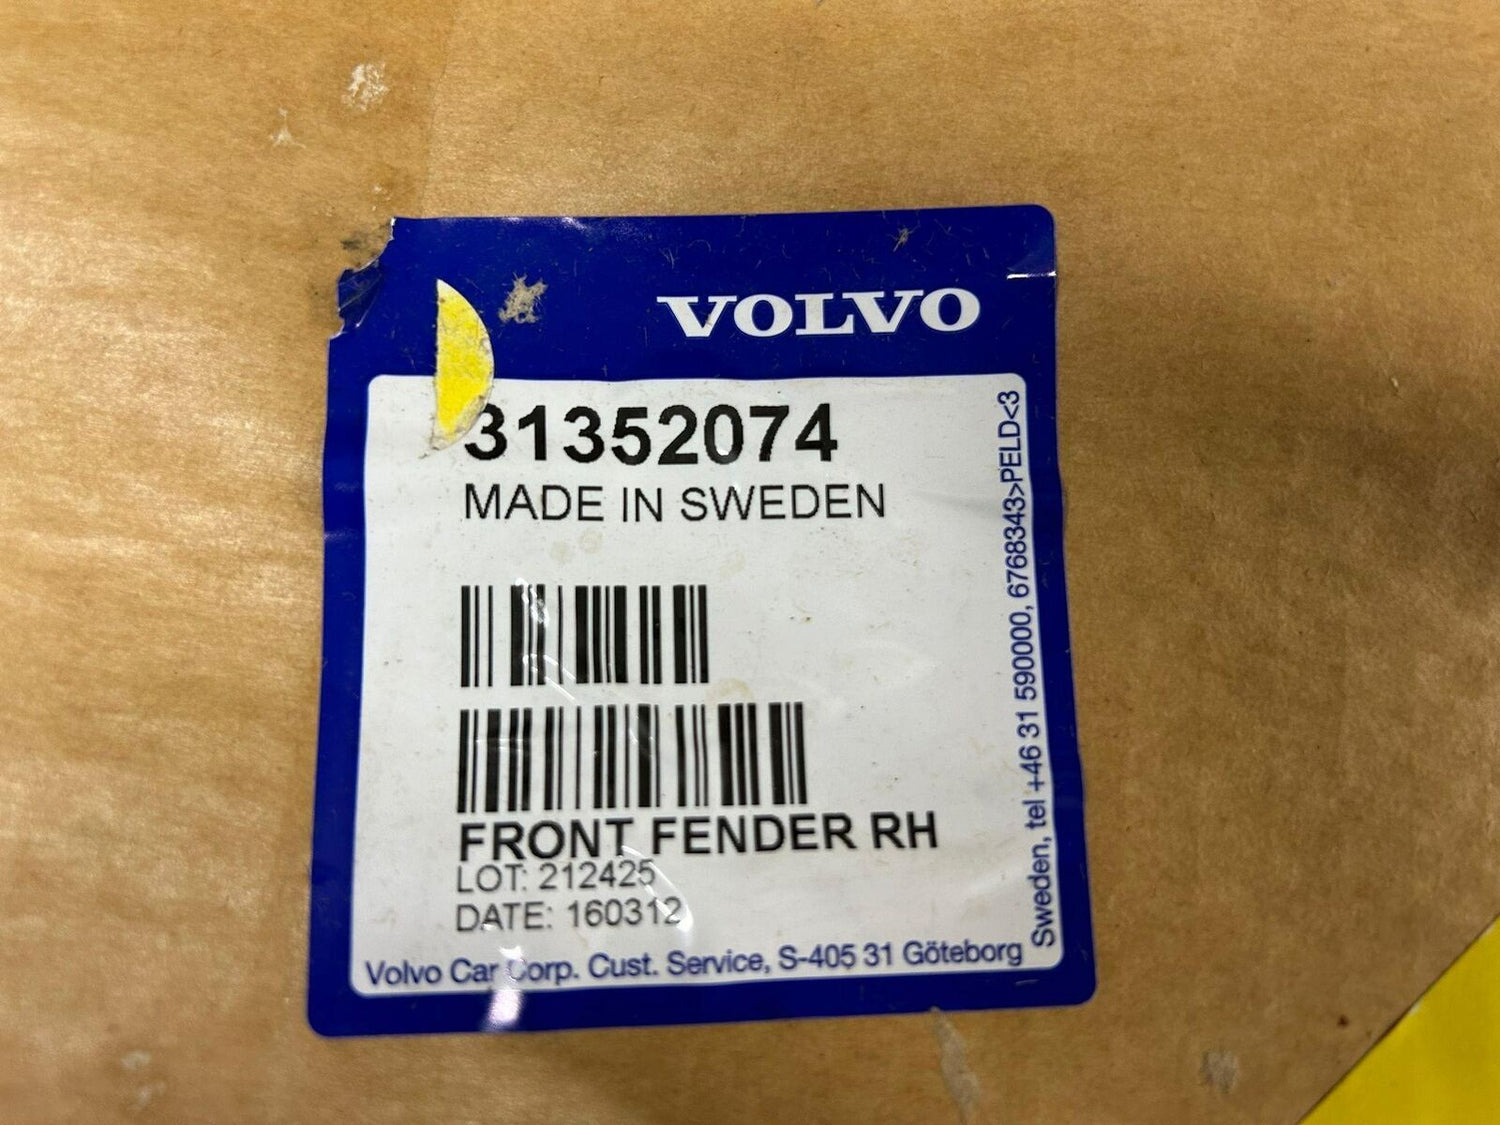 VOLVO
31352074
MADE IN SWEDEN
FRONT FENDER RH
LOT: 212425
DATE: 160312
Volvo Car Corp. Cust. Service, S-405 31 Göteborg
Sweden, tel +46 31 590000, 6768343>PELD<3